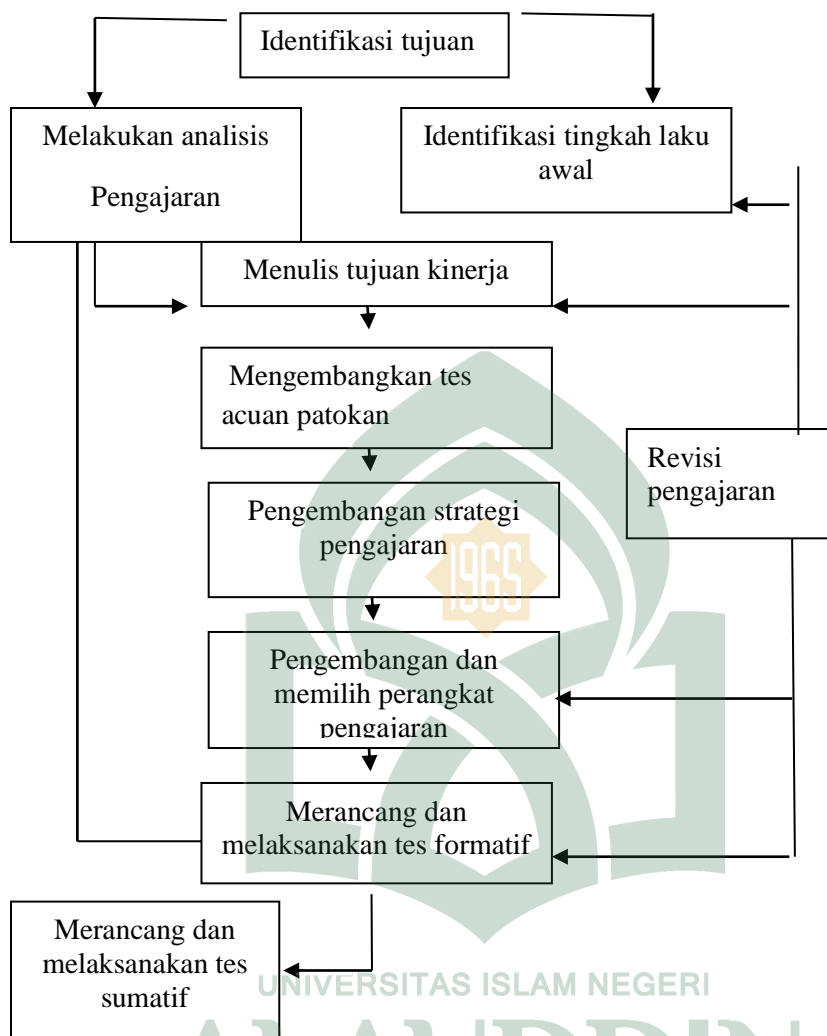 Identifikasi tujuan
Melakukan analisis
Pengajaran
Identifikasi tingkah laku
awal
Menulis tujuan kinerja
Mengembangkan tes
acuan patokan
Revisi
pengajaran
Pengembangan strategi
pengajaran
1965
Pengembangan dan
memilih perangkat
pengajaran
Merancang dan
melaksanakan tes formatif
Merancang dan
melaksanakan tes
sumatif
UNIVERSITAS ISLAM NEGERI
ALAUDDIN